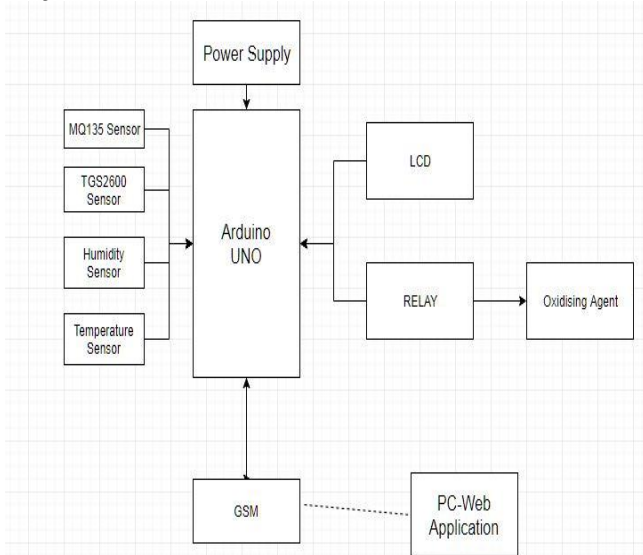 Power Supply
MQ135 Sensor
TGS2600
Sensor
Humidity
Sensor
Temperature
Sensor
Arduino
UNO
LCD
RELAY
Oxidising Agent
GSM
PC-Web
Application